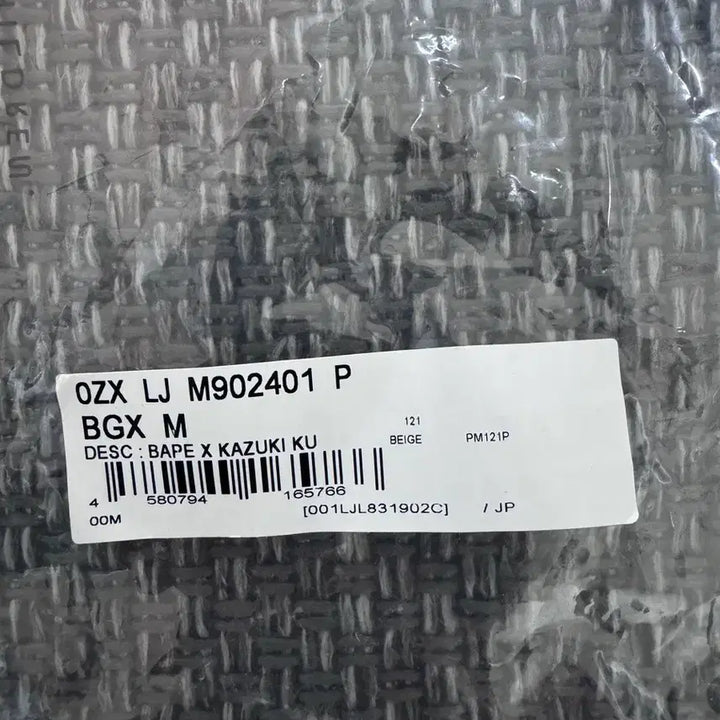 0ZX LJ M902401 P
BGX M
121
DESC : BAPE X KAZUKI KU
BEIGE
PM121P
4 580794 165766
00M
[001LJL831902C]
/ JP